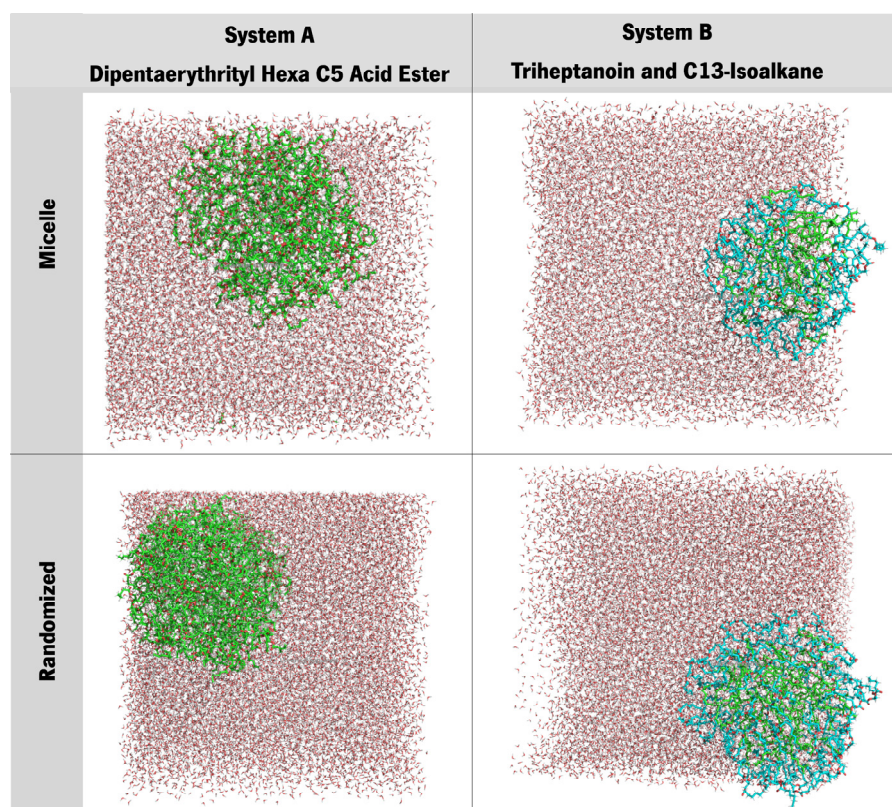 System A
Dipentaerythrityl Hexa C5 Acid Ester
System B
Triheptanoin and C13-Isoalkane
Micelle
Randomized